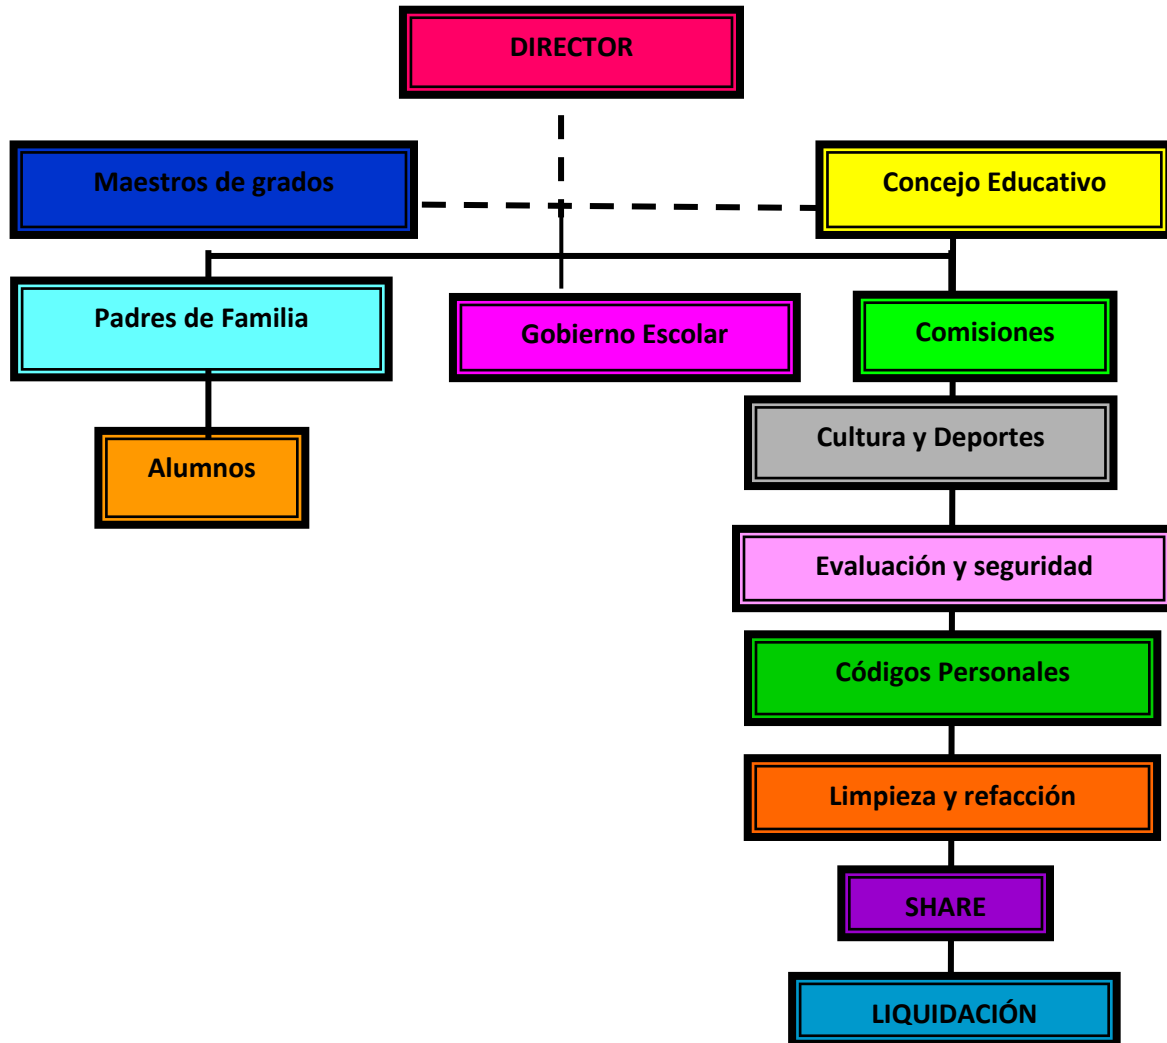 DIRECTOR
Maestros de grados
Concejo Educativo
Padres de Familia
Gobierno Escolar
Comisiones
Cultura y Deportes
Alumnos
Evaluación y seguridad
Códigos Personales
Limpieza y refacción
SHARE
LIQUIDACIÓN